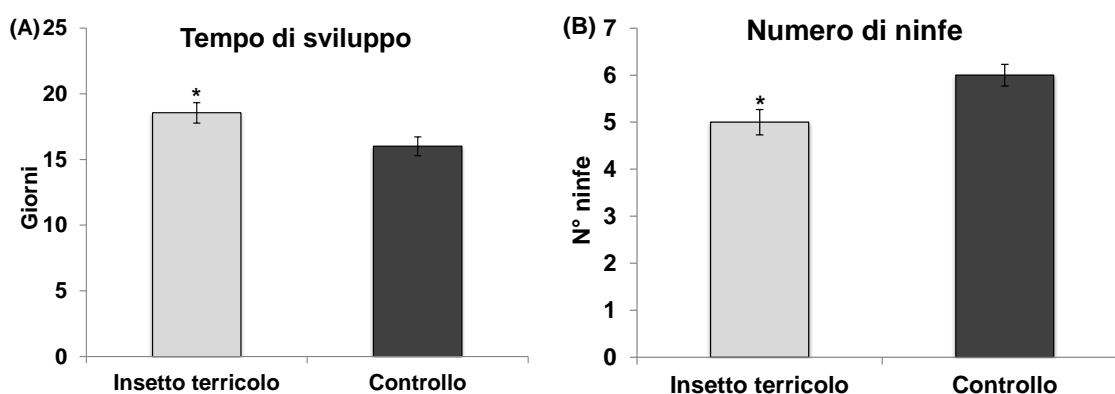 (A)
Tempo di sviluppo
25
20
15
10
5
0
Giorni
*
Insetto terricolo
Controllo
(B)
Numero di ninfe
7
6
5
4
3
2
1
0
N° ninfe
*
Insetto terricolo
Controllo